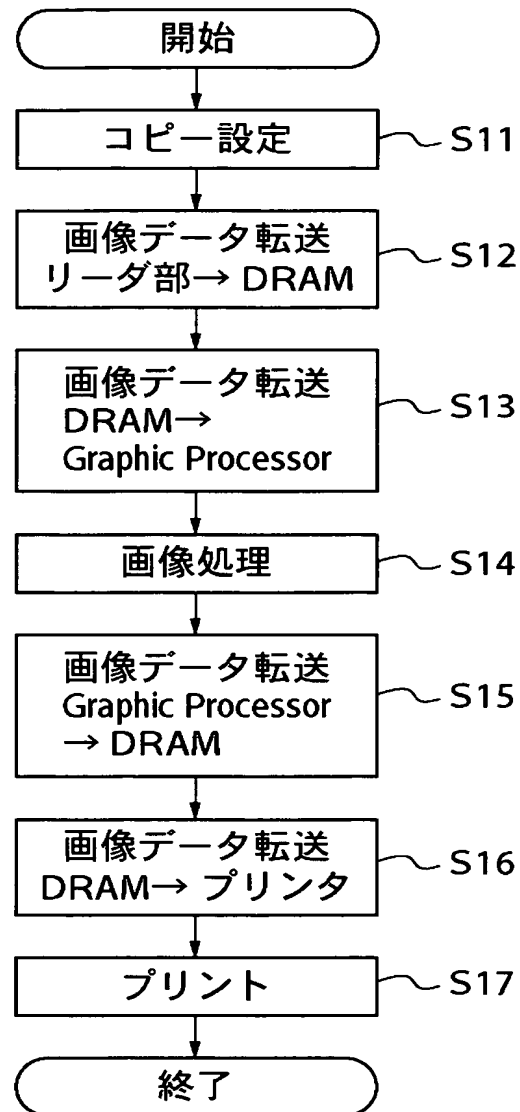 開始
コピー設定
S11
画像データ転送
リーダ部→ DRAM
S12
画像データ転送
DRAM→
Graphic Processor
S13
画像処理
S14
画像データ転送
Graphic Processor
→ DRAM
S15
画像データ転送
DRAM→ プリンタ
S16
プリント
S17
終了